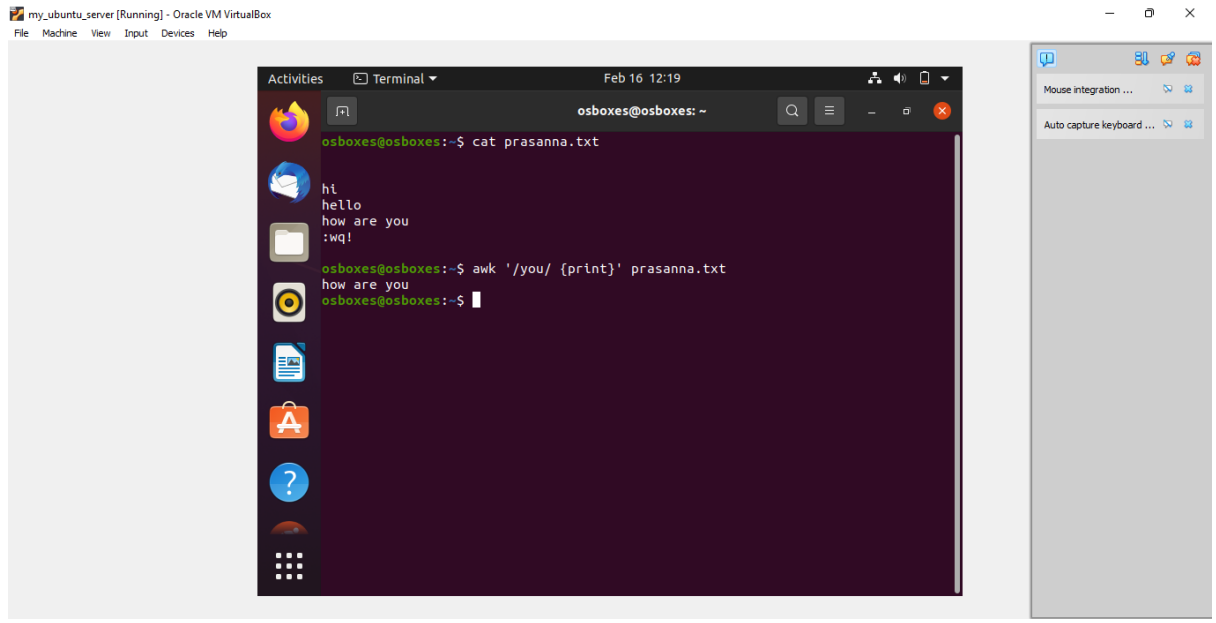 my_ubuntu_server [Running] - Oracle VM VirtualBox
File Machine View Input Devices Help
Activities Terminal Feb 16 12:19
osboxes@osboxes: ~
Mouse integration ...
Auto capture keyboard ...
osboxes@osboxes:~$ cat prasanna.txt
hi
hello
how are you
:wq!
osboxes@osboxes:~$ awk '/you/ {print}' prasanna.txt
how are you
osboxes@osboxes:~$